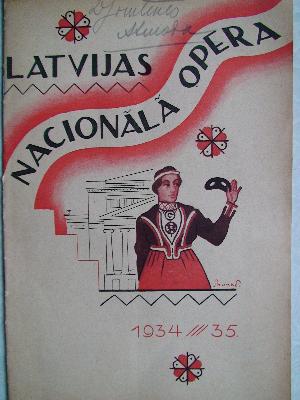 LATVIJAS
NACIONĀLĀ OPERA
1934 /// 35.